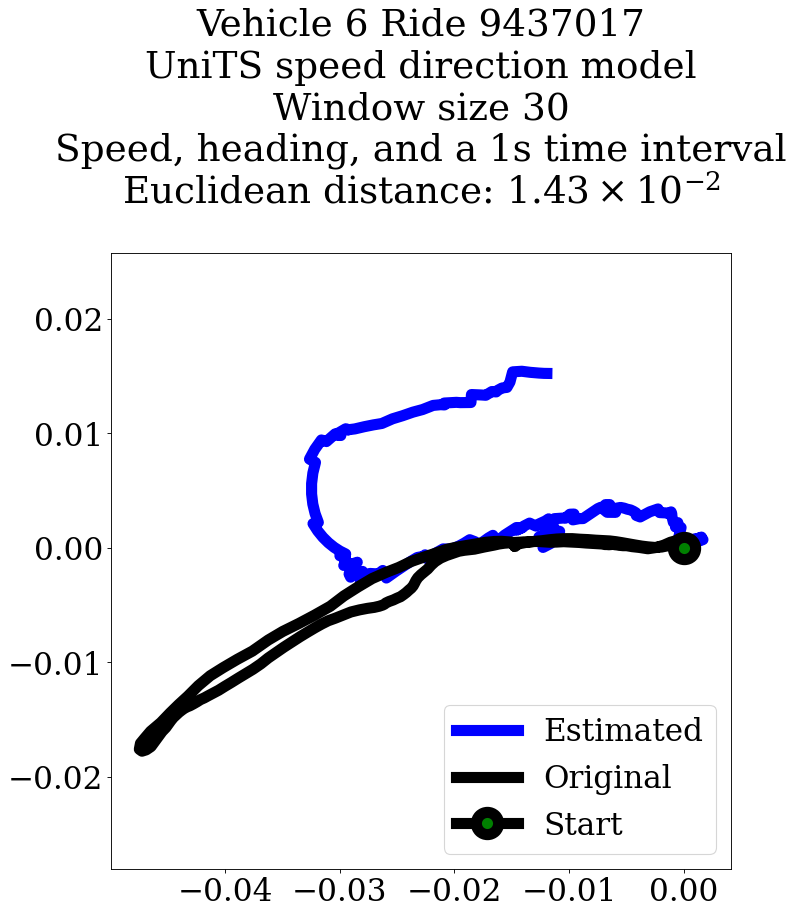 Vehicle 6 Ride 9437017
UniTS speed direction model
Window size 30
Speed, heading, and a 1s time interval
Euclidean distance: 1.43 × 10⁻²
0.02
0.01
0.00
−0.01
−0.02
Estimated
Original
Start
−0.04 −0.03 −0.02 −0.01 0.00